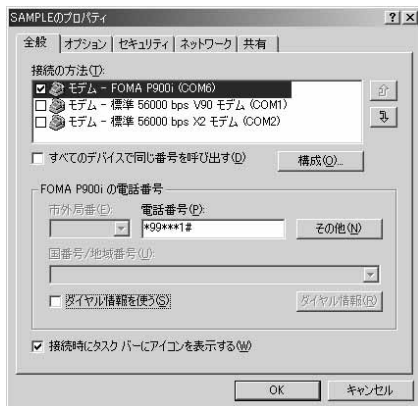 SAMPLEのプロパティ
全般 オプション セキュリティ ネットワーク 共有
接続の方法(T):
モデム - FOMA P900i (COM6)
モデム - 標準 56000 bps V90 モデム (COM1)
モデム - 標準 56000 bps X2 モデム (COM2)
すべてのデバイスで同じ番号を呼び出す(D) 構成(O)...
FOMA P900i の電話番号
市外局番(E): 電話番号(P):
*99***1# その他(N)
国番号/地域番号(U):
ダイヤル情報を使う(S) ダイヤル情報(R)
接続時にタスク バーにアイコンを表示する(W)
OK キャンセル